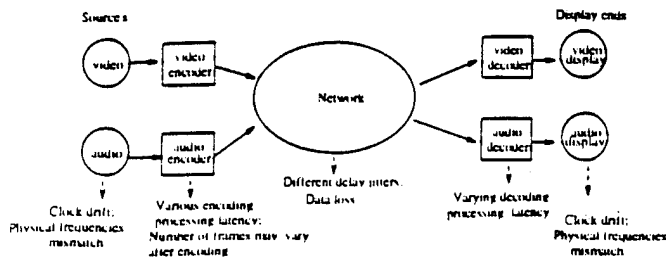 Sources
Display ends
video
video
encoder
Network
video
decoder
video
display
audio
audio
encoder
audio
decoder
audio
display
Different delay jitters;
Data loss
Clock drift;
Physical frequencies
mismatch
Various encoding
processing latency;
Number of frames may vary
after encoding
Varying decoding
processing latency
Clock drift;
Physical frequencies
mismatch